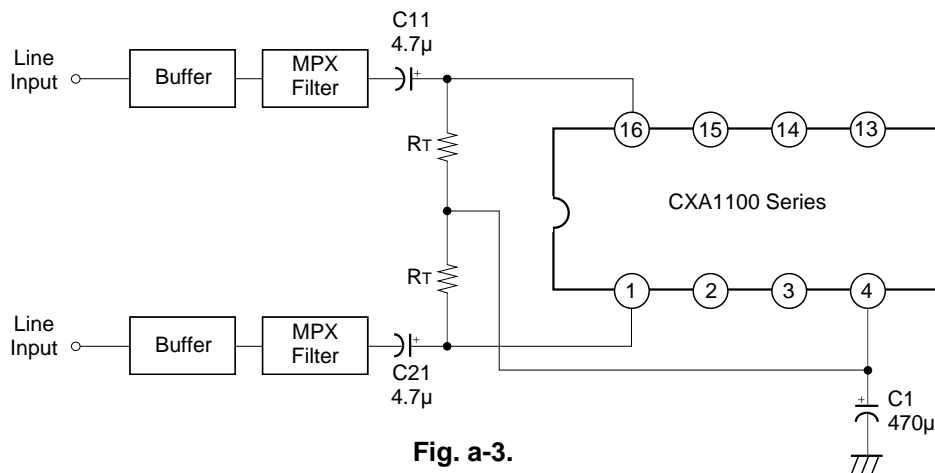 C11
4.7μ
Line
Input
Buffer
MPX
Filter
+
RT
16
15
14
13
CXA1100 Series
RT
1
2
3
4
Line
Input
Buffer
MPX
Filter
+
C21
4.7μ
+
C1
470μ
Fig. a-3.